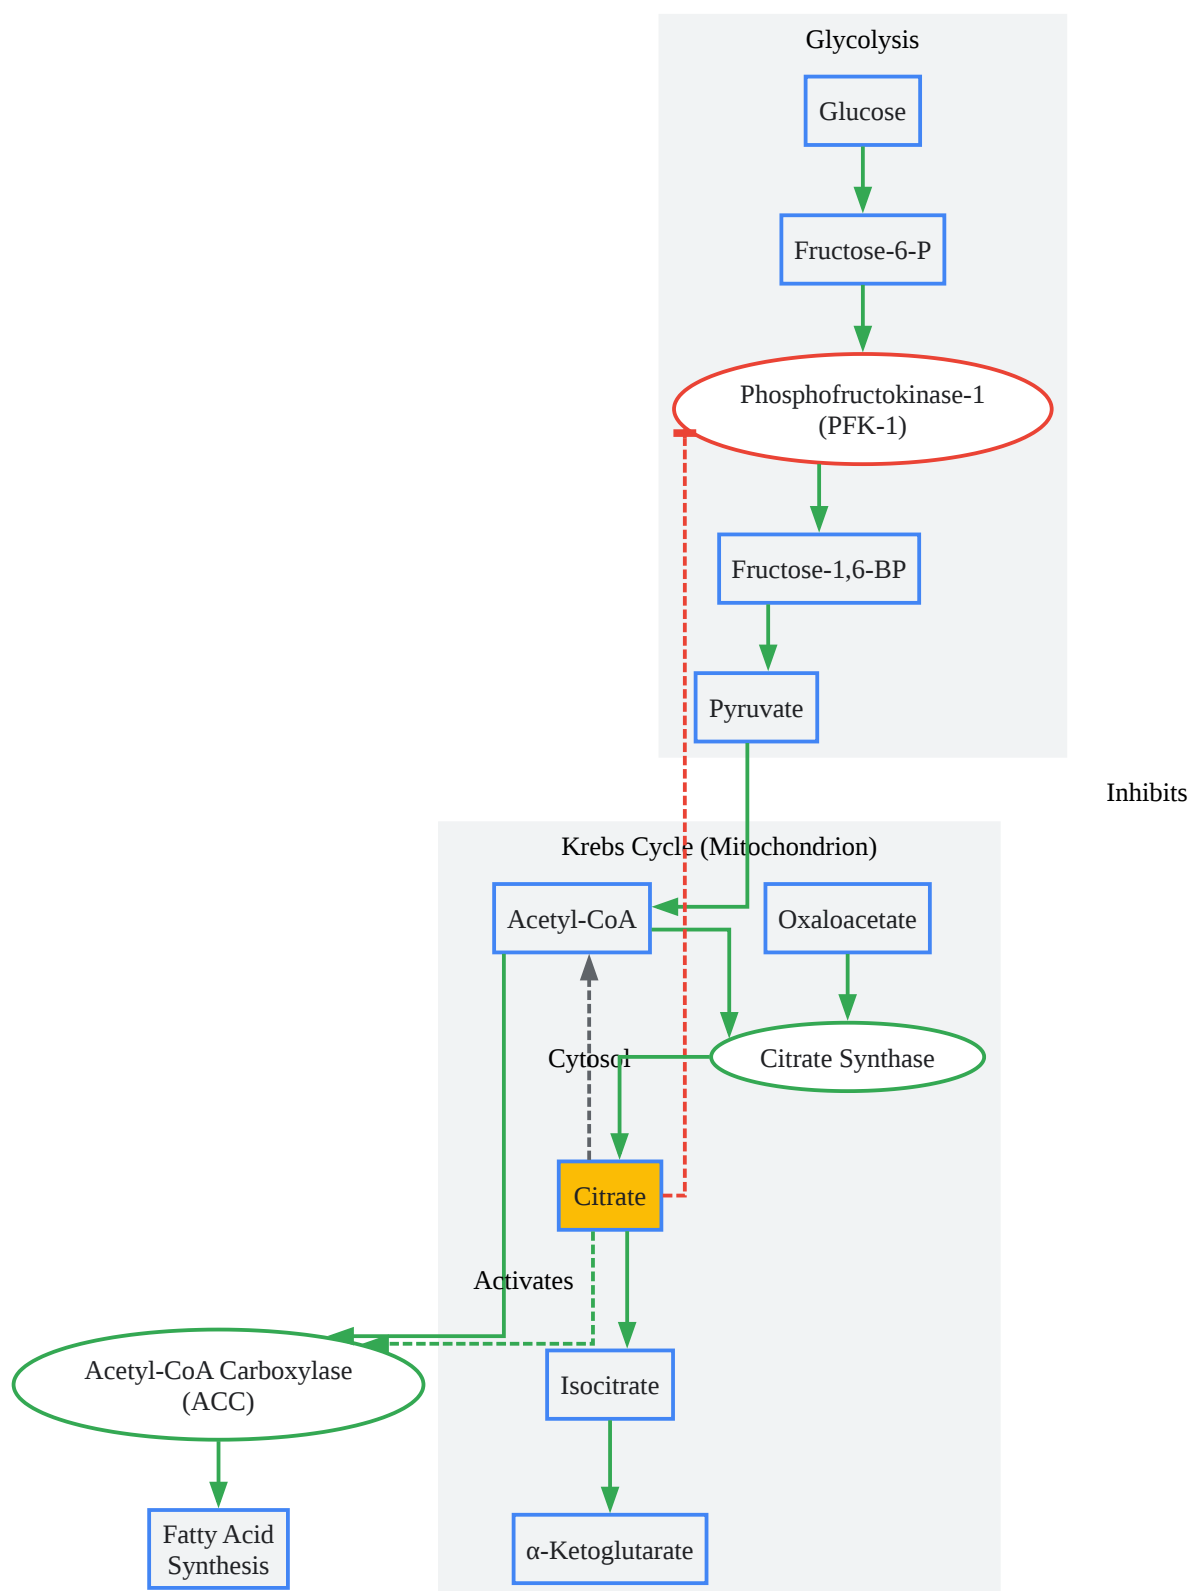 Glycolysis
Glucose
Fructose-6-P
Phosphofructokinase-1
(PFK-1)
Fructose-1,6-BP
Pyruvate
Inhibits
Krebs Cycle (Mitochondrion)
Acetyl-CoA
Oxaloacetate
Cytosol
Citrate Synthase
Citrate
Activates
Acetyl-CoA Carboxylase
(ACC)
Isocitrate
Fatty Acid
Synthesis
α-Ketoglutarate